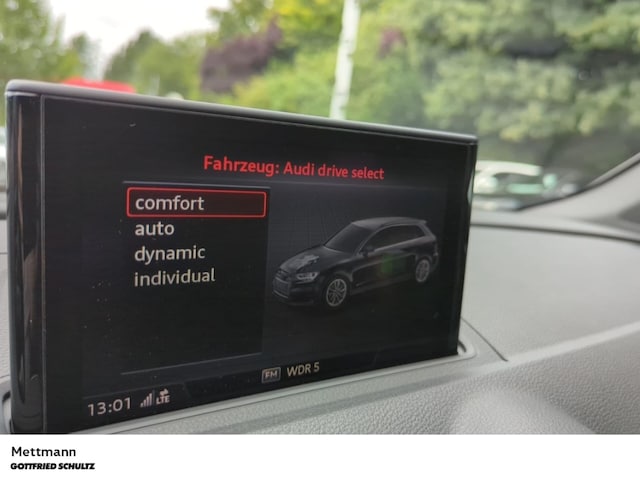 Fahrzeug: Audi drive select
comfort
auto
dynamic
individual
FM WDR 5
13:01 LTE
Mettmann
GOTTFRIED SCHULTZ